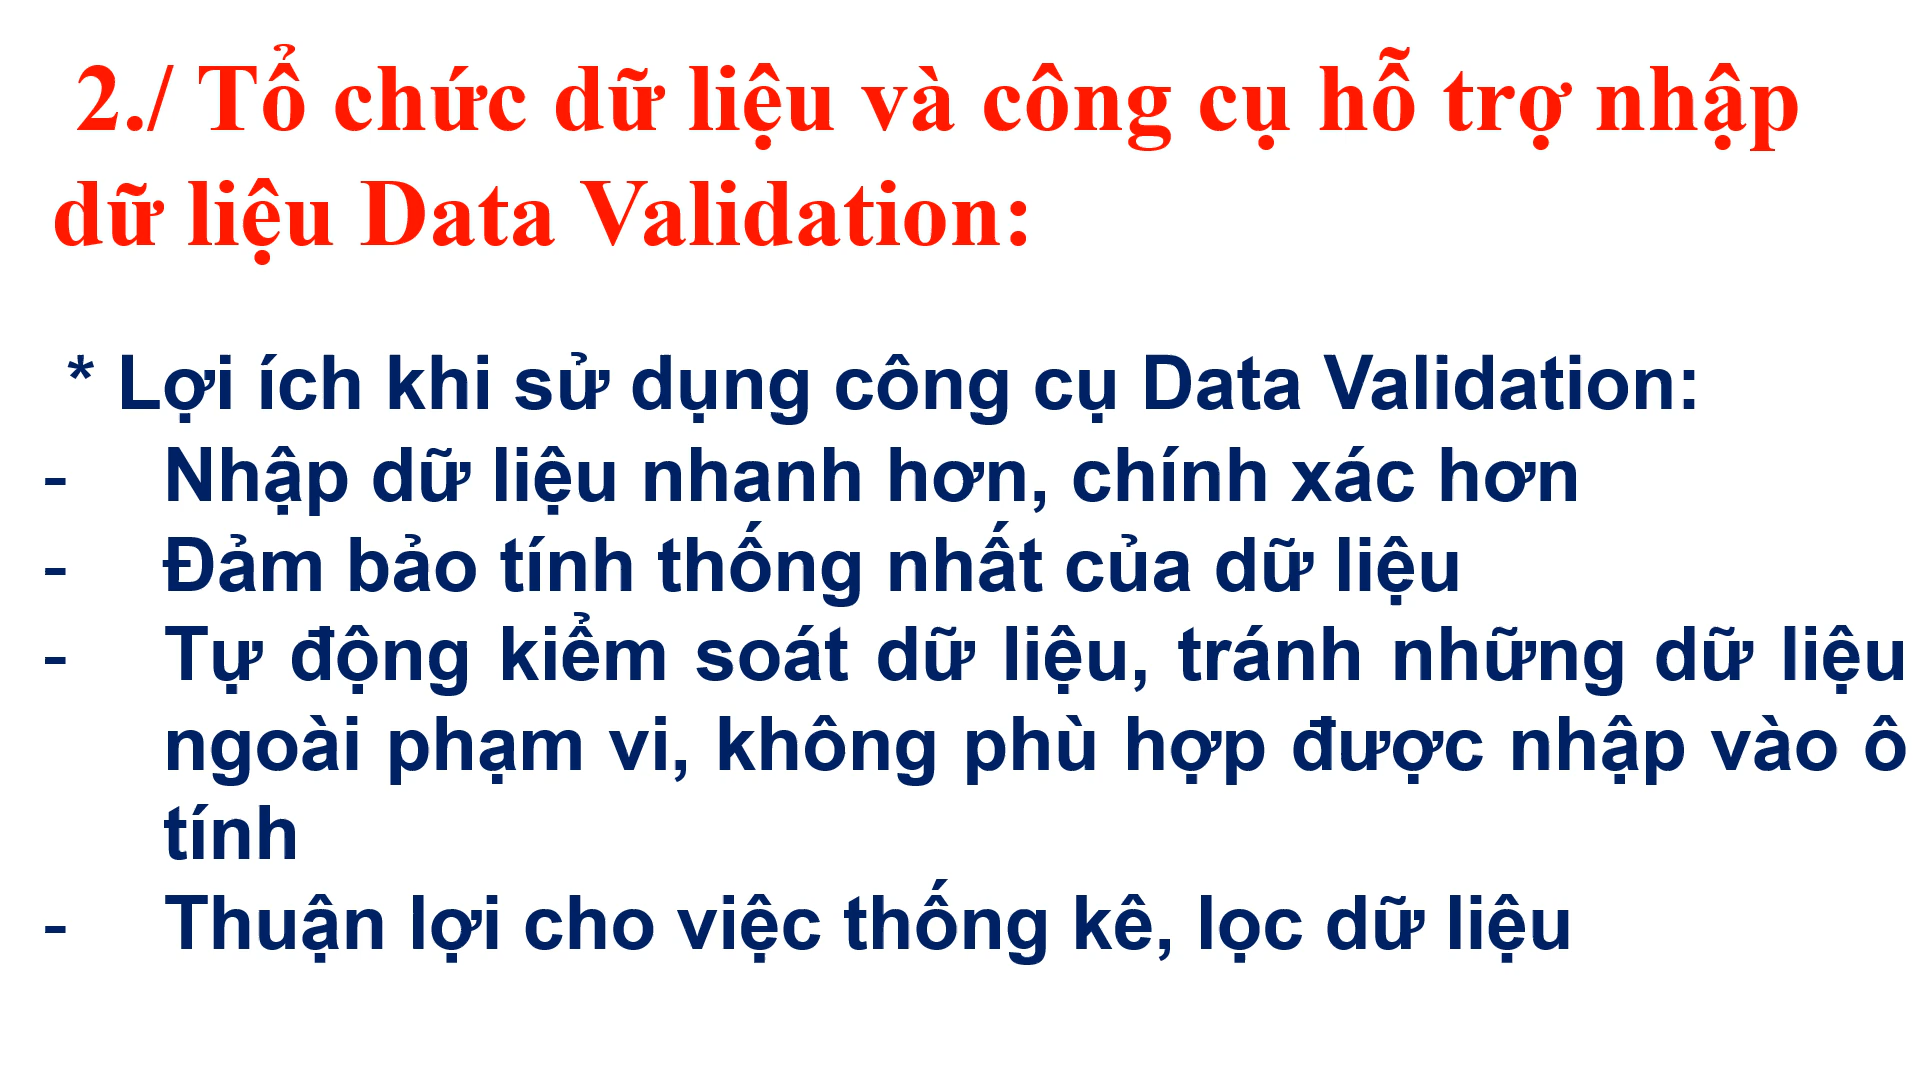 2./ Tổ chức dữ liệu và công cụ hỗ trợ nhập
dữ liệu Data Validation:
* Lợi ích khi sử dụng công cụ Data Validation:
- Nhập dữ liệu nhanh hơn, chính xác hơn
- Đảm bảo tính thống nhất của dữ liệu
- Tự động kiểm soát dữ liệu, tránh những dữ liệu
ngoài phạm vi, không phù hợp được nhập vào ô
tính
- Thuận lợi cho việc thống kê, lọc dữ liệu